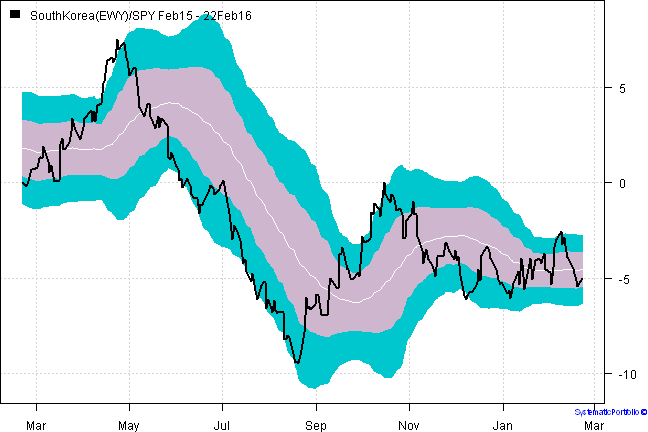 SouthKorea(EWY)/SPY Feb15 - 22Feb16
5
0
-5
-10
Mar May Jul Sep Nov Jan Mar
SystematicPortfolio ©